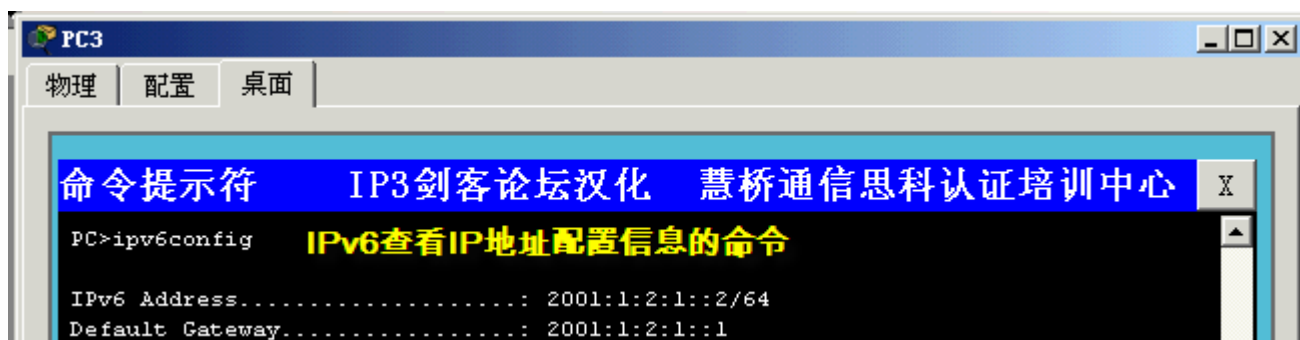 PC3
物理 配置 桌面
命令提示符 IP3剑客论坛汉化 慧桥通信思科认证培训中心 X
PC>ipv6config IPv6查看IP地址配置信息的命令
IPv6 Address....................: 2001:1:2:1::2/64
Default Gateway.................: 2001:1:2:1::1